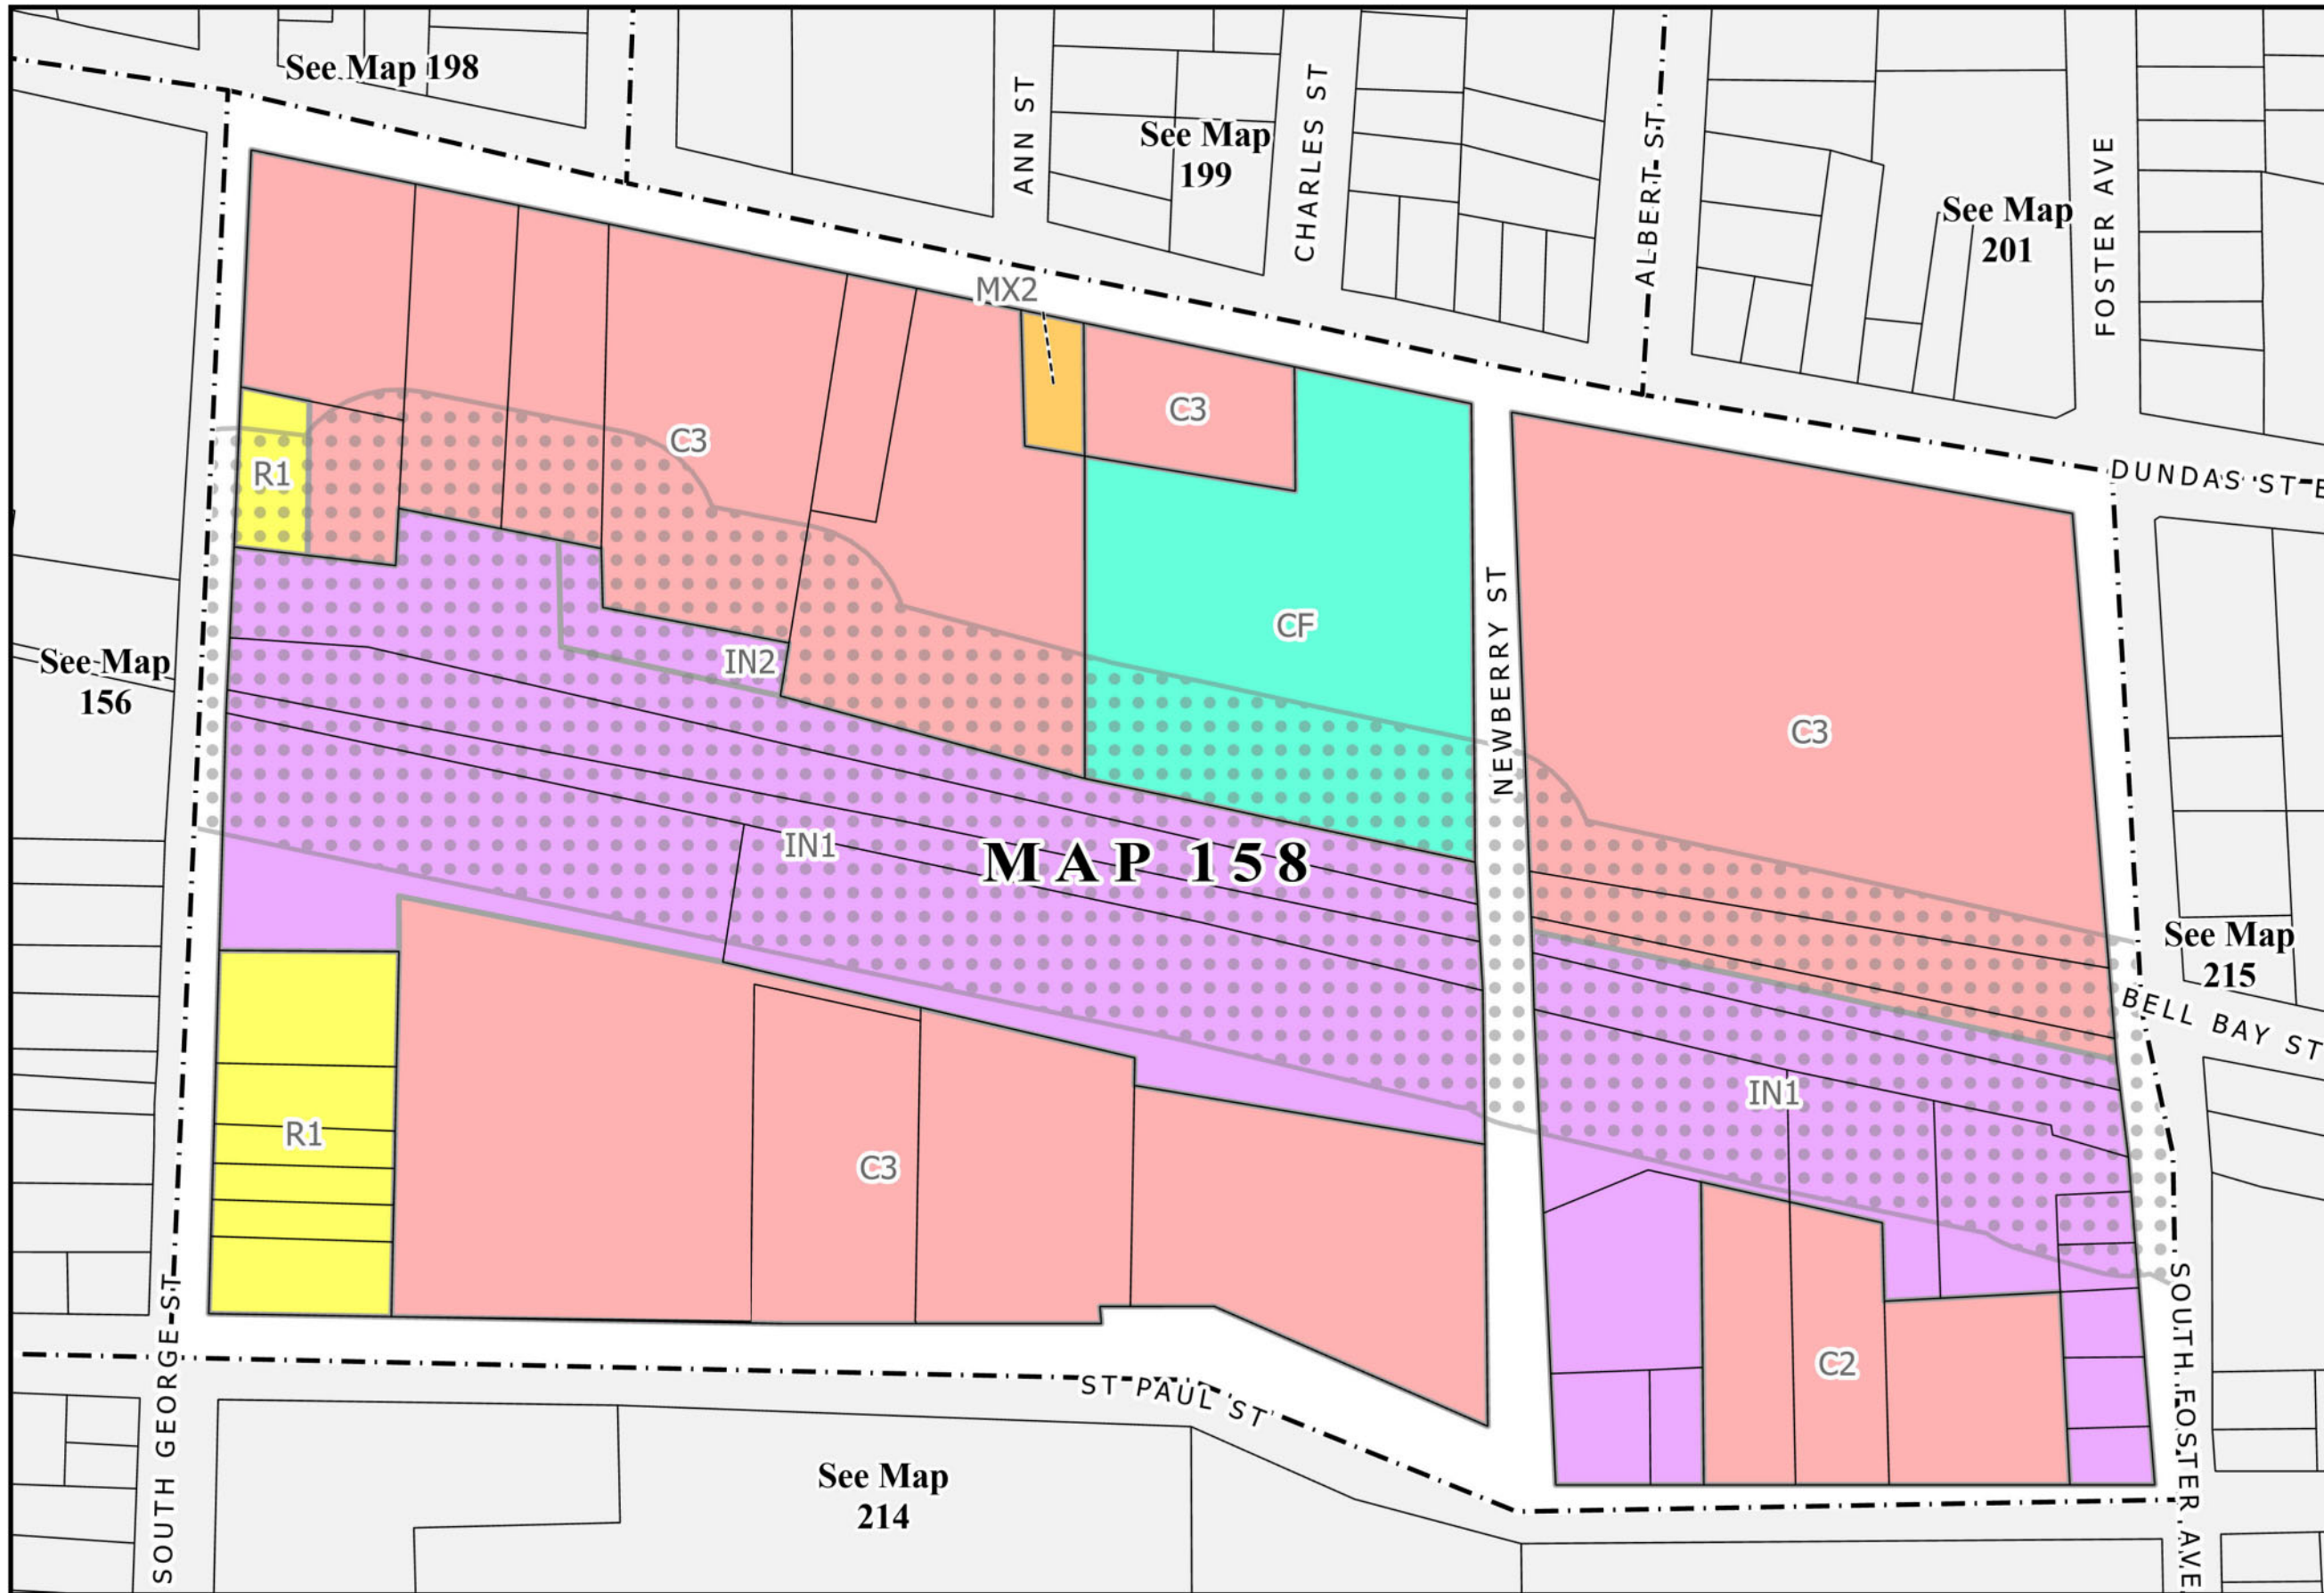 See Map 198
ANN ST
CHARLES ST
See Map
199
ALBERT ST
FOSTER AVE
See Map
201
MX2
C3
C3
R1
DUNDAS ST E
CF
NEWBERRY ST
See Map
156
IN2
C3
IN1
MAP 158
See Map
215
BELL BAY ST
IN1
R1
C3
C2
SOUTH GEORGE ST
ST PAUL ST
SOUTH FOSTER AVE
See Map
214